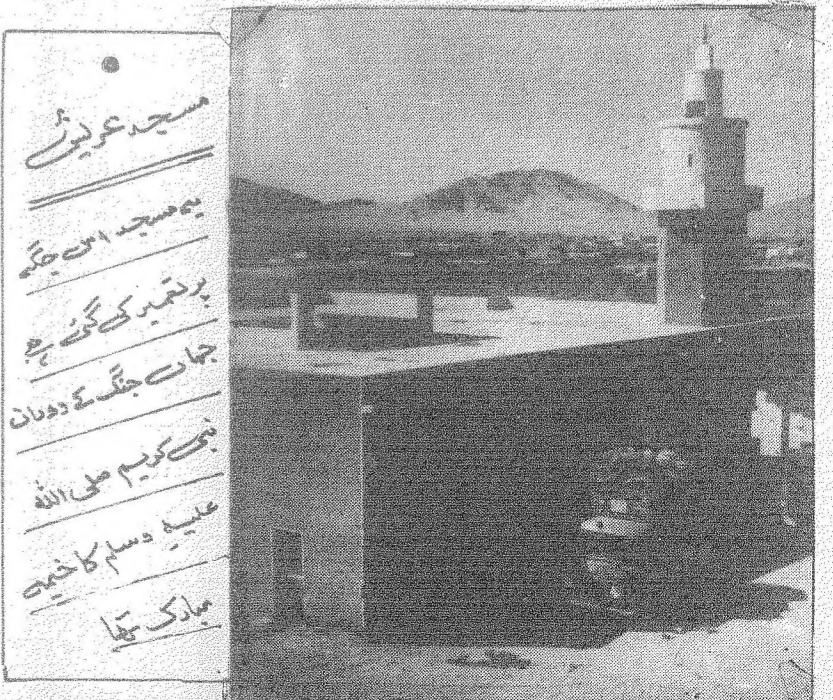 مسجد عریش
یہ مسجد اس جگہ
پر تعمیر کی گئی ہے
جہاں جنگ کے دوران
نبی کریم صلی اللہ
علیہ وسلم کا خیمہ
مبارک تھا